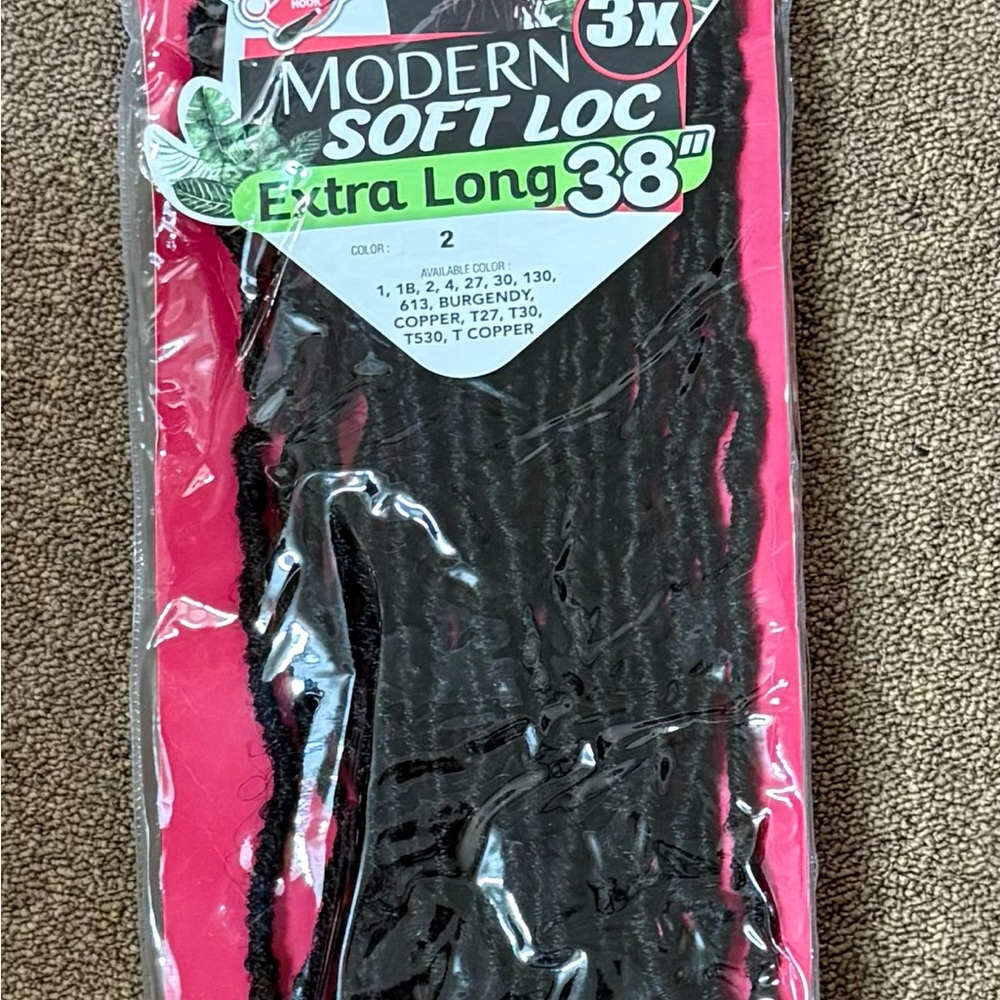 HOOK
3x
MODERN
SOFT LOC
Extra Long 38"
COLOR : 2
AVAILABLE COLOR :
1, 1B, 2, 4, 27, 30, 130,
613, BURGENDY,
COPPER, T27, T30,
T530, T COPPER